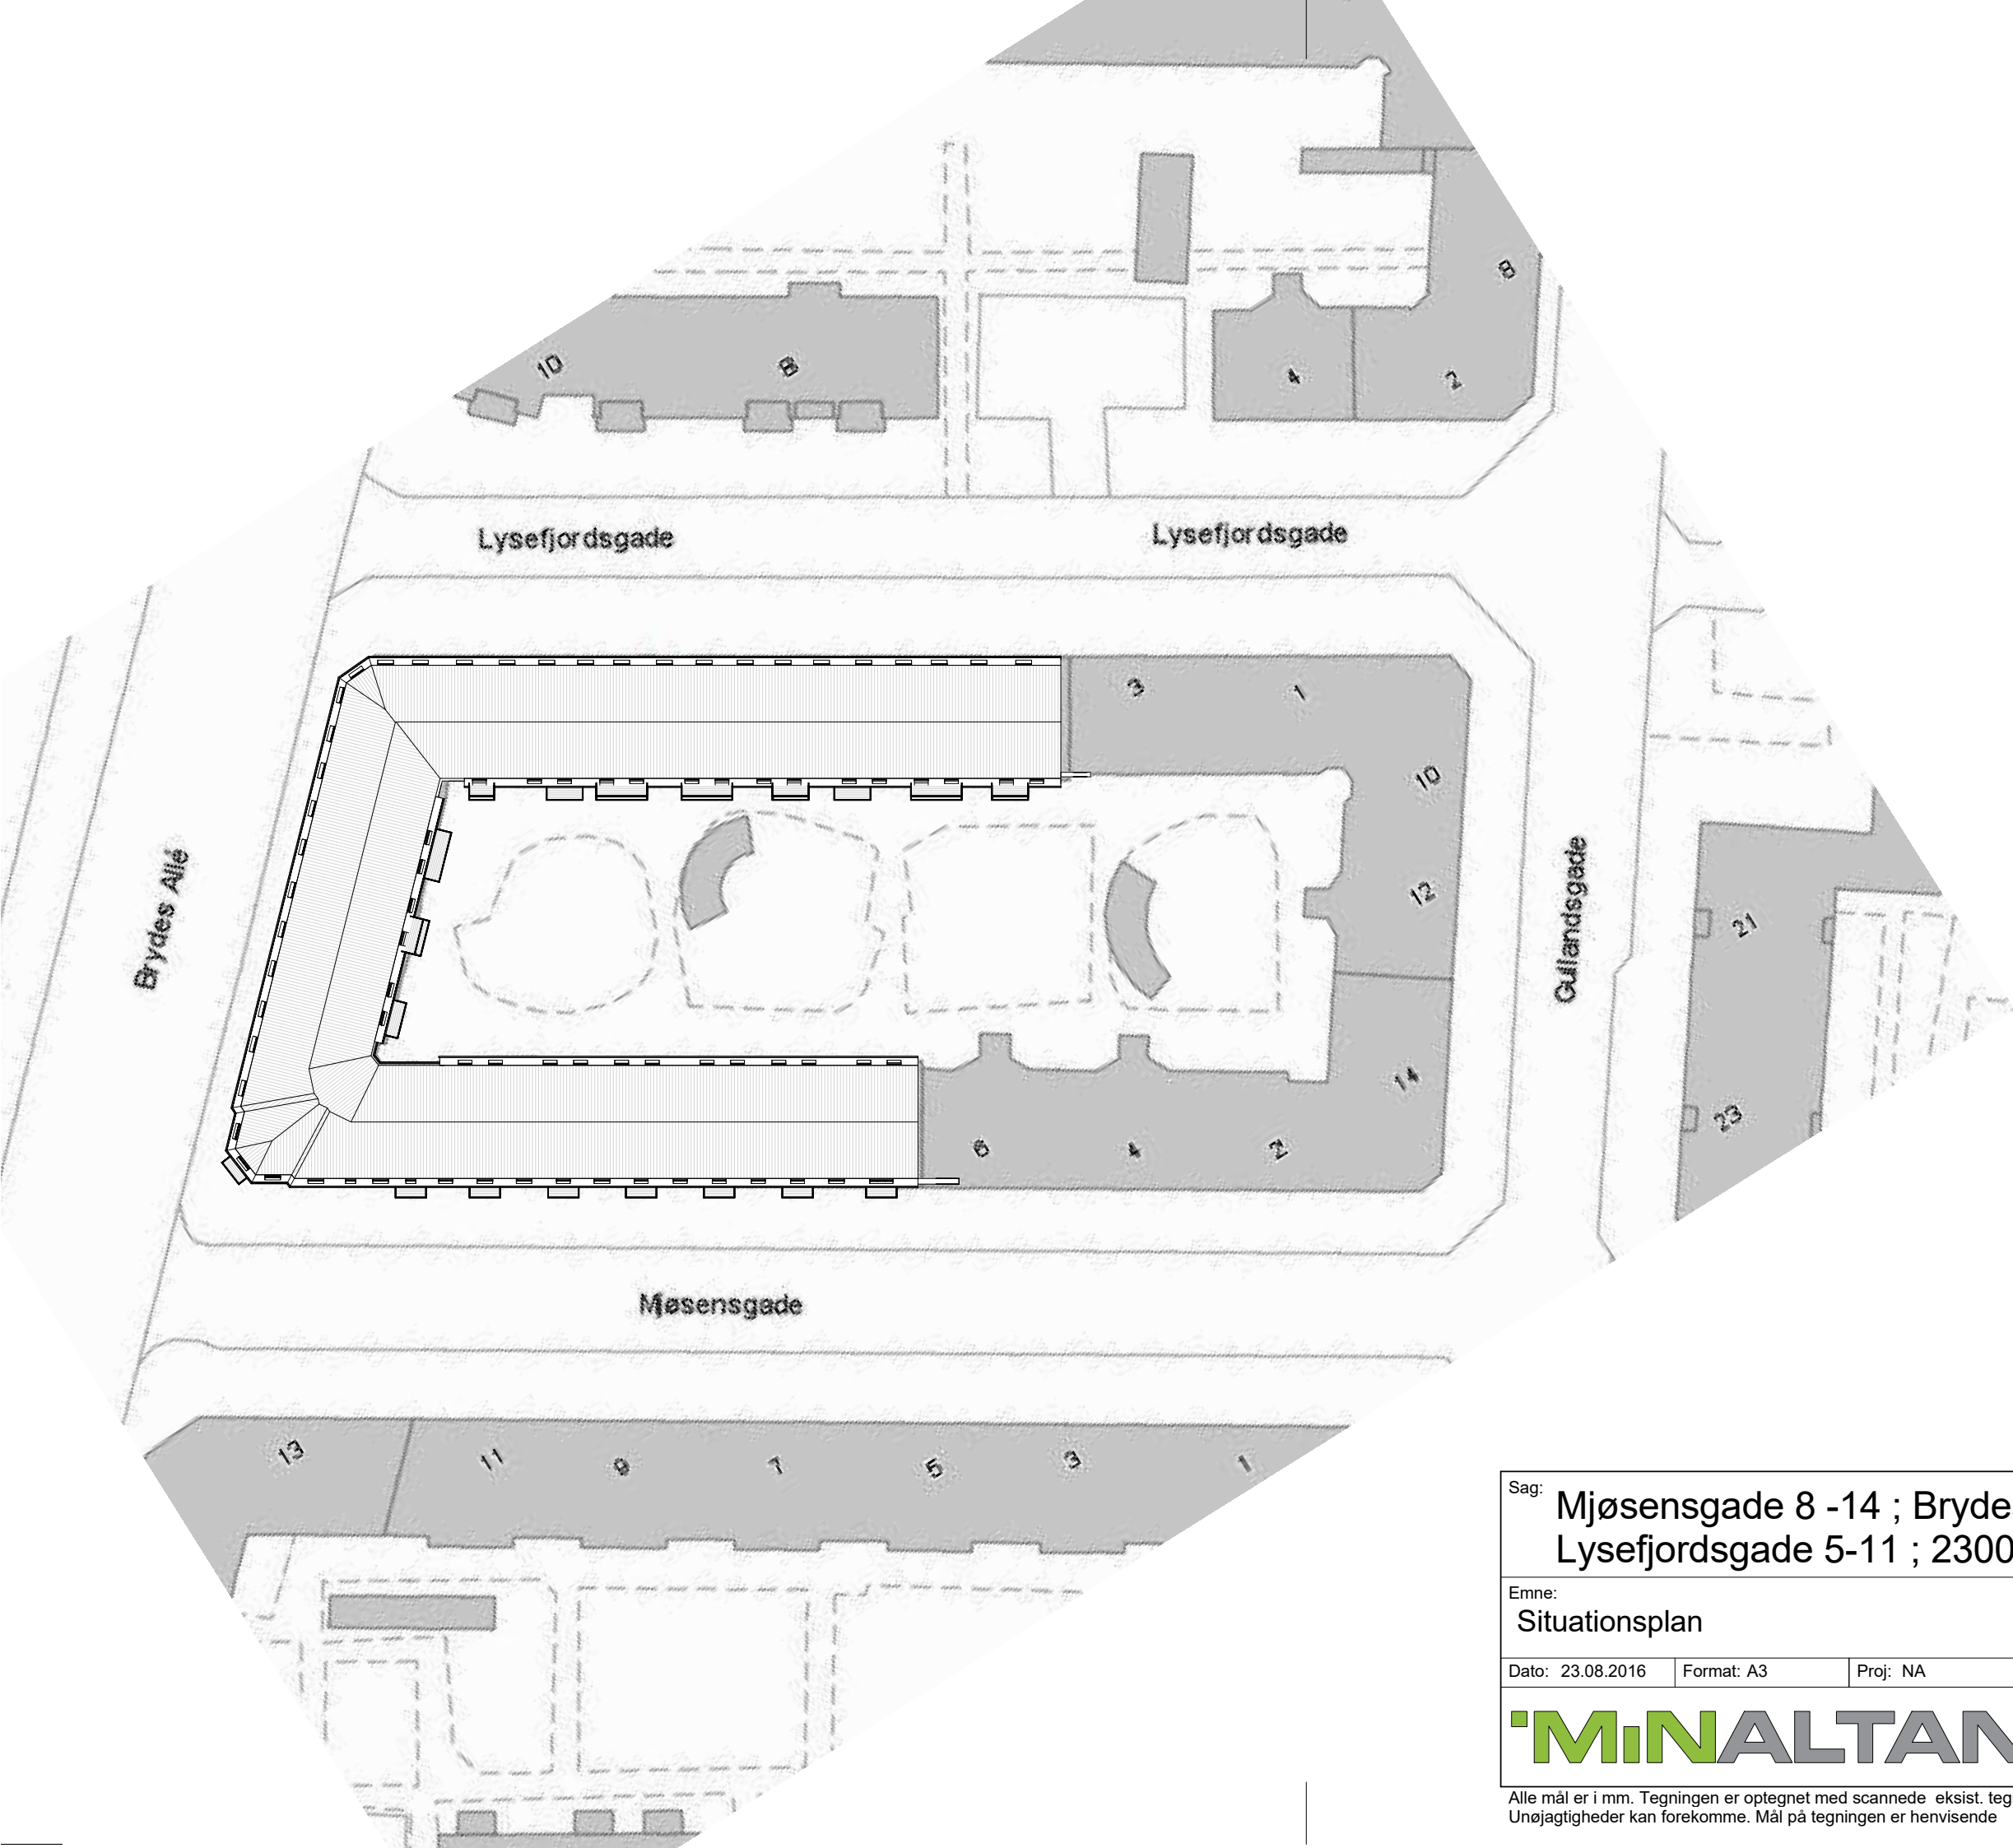 8
10
8
4
2
Lysefjordsgade
Lysefjordsgade
3
1
10
12
14
Brydes Allé
Gullandsgade
21
23
6
4
2
Møsensgade
13
11
9
7
5
3
1
Sag:
Mjøsensgade 8 -14 ; Bryde
Lysefjordsgade 5-11 ; 2300
Emne:
Situationsplan
Dato: 23.08.2016 Format: A3 Proj: NA
MINALTAN
Alle mål er i mm. Tegningen er optegnet med scannede eksist. teg
Unøjagtigheder kan forekomme. Mål på tegningen er henvisende